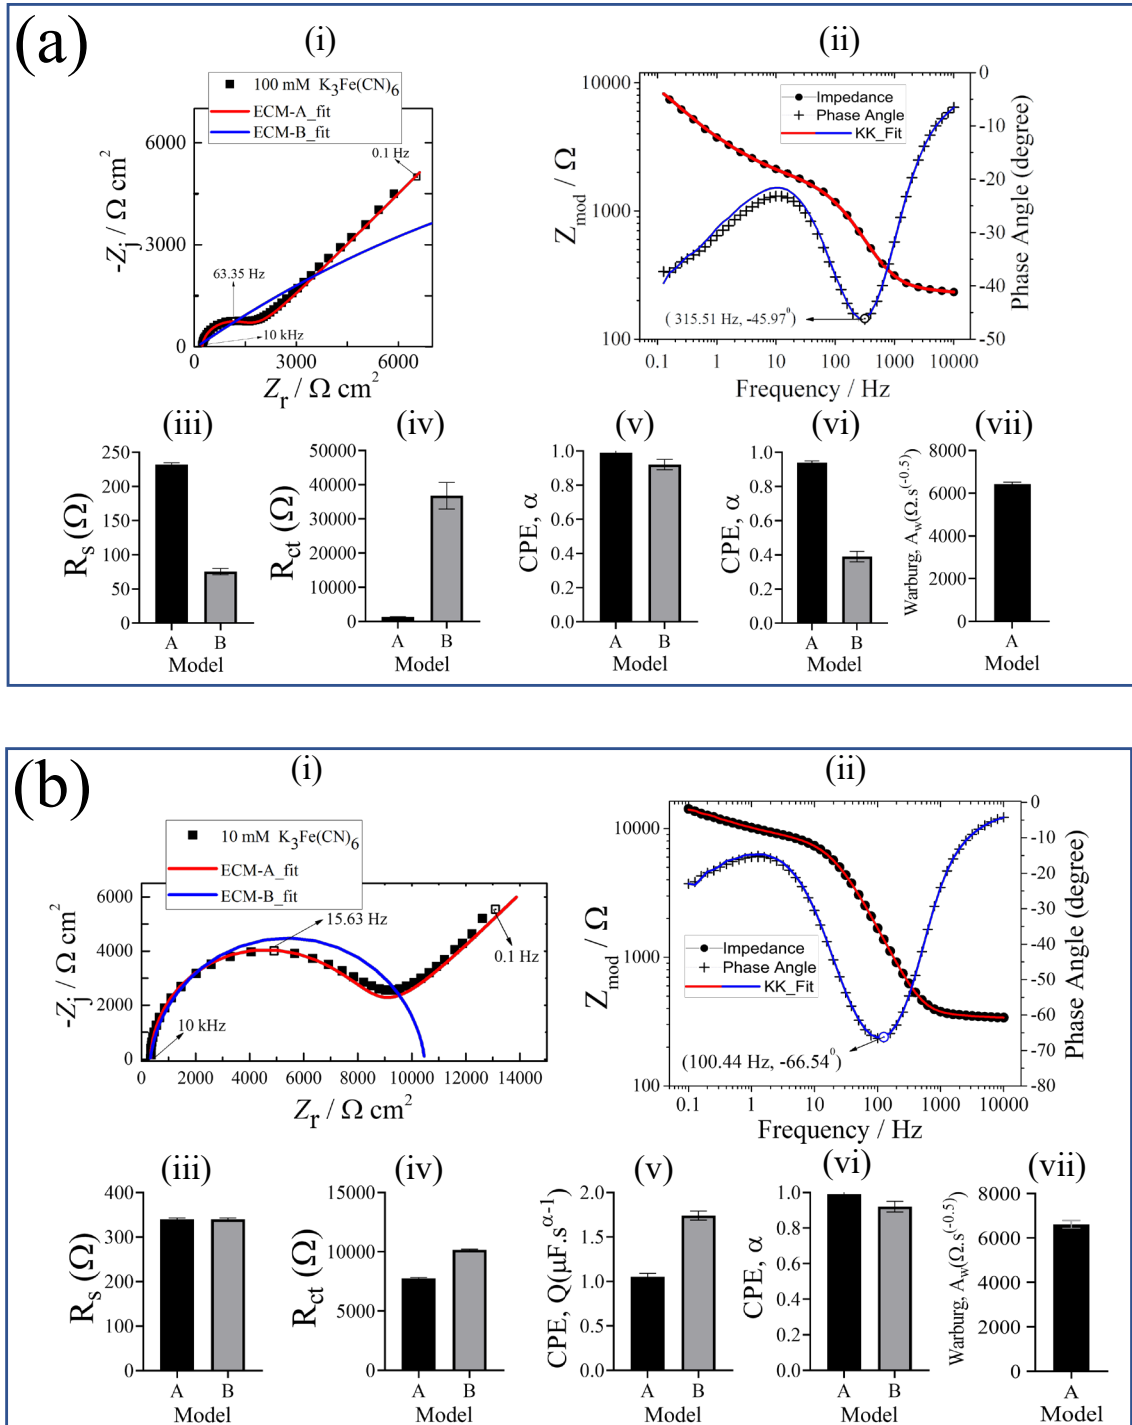 (a)
(i)
100 mM K3Fe(CN)6
ECM-A_fit
ECM-B_fit
6000
3000
0
0.1 Hz
63.35 Hz
10 kHz
0 3000 6000
-Zj / Ω cm2
Zr / Ω cm2
(ii)
10000
1000
100
Impedance
Phase Angle
KK_Fit
0
-10
-20
-30
-40
-50
( 315.51 Hz, -45.97⁰)
0.1 1 10 100 1000 10000
Zmod / Ω
Phase Angle (degree)
Frequency / Hz
(iii)
250
200
150
100
50
0
Rs (Ω)
A B
Model
(iv)
50000
40000
30000
20000
10000
0
Rct (Ω)
A B
Model
(v)
1.0
0.8
0.6
0.4
0.2
0.0
CPE, α
A B
Model
(vi)
1.0
0.8
0.6
0.4
0.2
0.0
CPE, α
A B
Model
(vii)
8000
6000
4000
2000
0
Warburg, Aw(Ω.s(-0.5)
A
Model
(b)
(i)
10 mM K3Fe(CN)6
ECM-A_fit
ECM-B_fit
6000
4000
2000
0
15.63 Hz
0.1 Hz
10 kHz
0 2000 4000 6000 8000 10000 12000 14000
-Zj / Ω cm2
Zr / Ω cm2
(ii)
10000
1000
100
Impedance
Phase Angle
KK_Fit
0
-10
-20
-30
-40
-50
-60
-70
-80
(100.44 Hz, -66.54⁰)
0.1 1 10 100 1000 10000
Zmod / Ω
Phase Angle (degree)
Frequency / Hz
(iii)
400
300
200
100
0
Rs (Ω)
A B
Model
(iv)
15000
10000
5000
0
Rct (Ω)
A B
Model
(v)
2.0
1.5
1.0
0.5
0.0
CPE, Q(μF.sα-1)
A B
Model
(vi)
1.0
0.8
0.6
0.4
0.2
0.0
CPE, α
A B
Model
(vii)
8000
6000
4000
2000
0
Warburg, Aw(Ω.s(-0.5)
A
Model